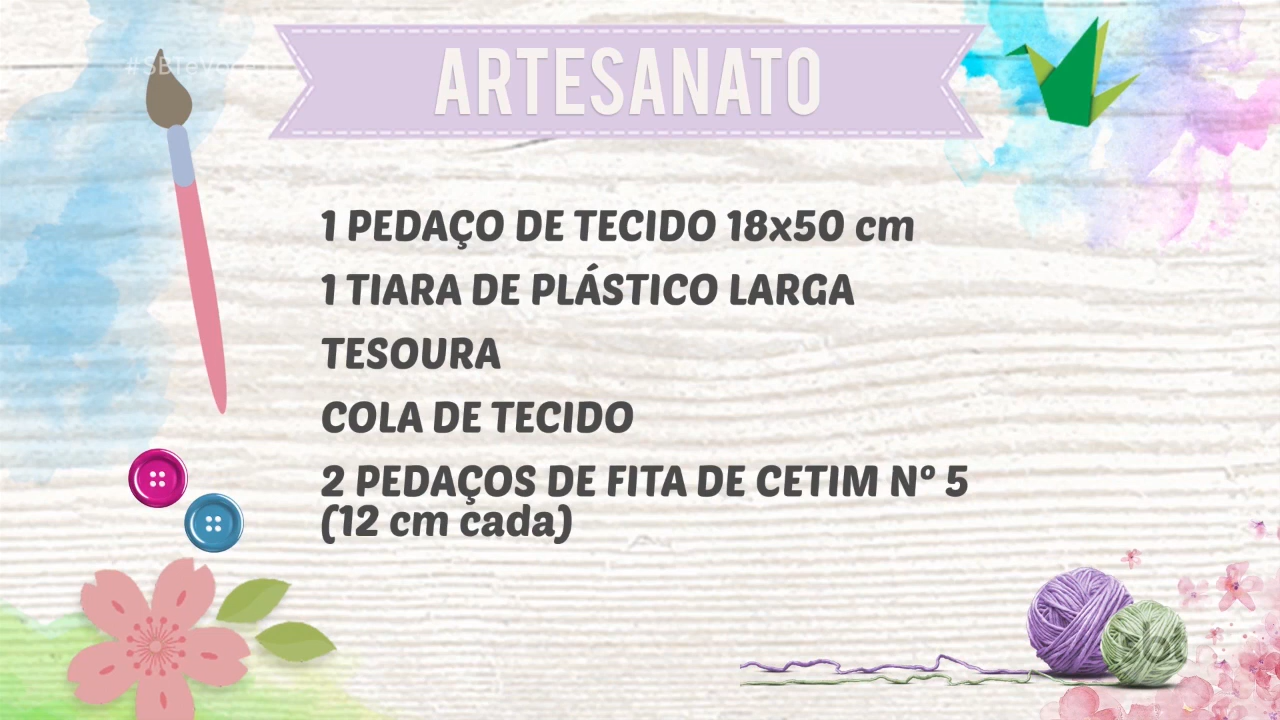 #SBTeVocê
ARTESANATO
1 PEDAÇO DE TECIDO 18x50 cm
1 TIARA DE PLÁSTICO LARGA
TESOURA
COLA DE TECIDO
2 PEDAÇOS DE FITA DE CETIM Nº 5
(12 cm cada)